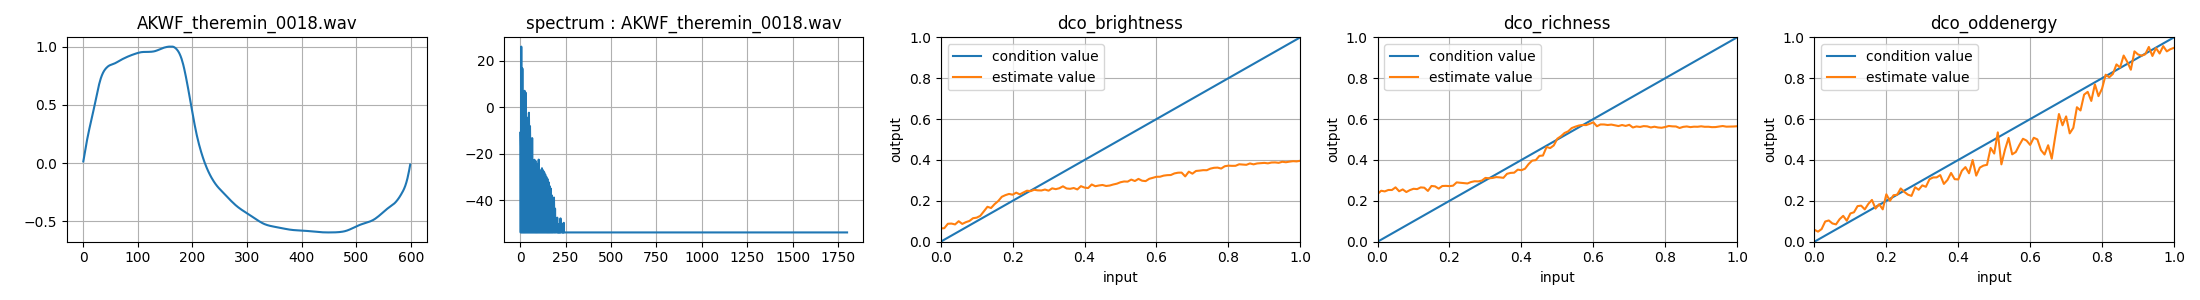 AKWF_theremin_0018.wav
1.0
0.5
0.0
−0.5
0 100 200 300 400 500 600
spectrum : AKWF_theremin_0018.wav
20
0
−20
−40
0 250 500 750 1000 1250 1500 1750
dco_brightness
condition value
estimate value
output
1.0
0.8
0.6
0.4
0.2
0.0
0.0 0.2 0.4 0.6 0.8 1.0
input
dco_richness
condition value
estimate value
output
1.0
0.8
0.6
0.4
0.2
0.0
0.0 0.2 0.4 0.6 0.8 1.0
input
dco_oddenergy
condition value
estimate value
output
1.0
0.8
0.6
0.4
0.2
0.0
0.0 0.2 0.4 0.6 0.8 1.0
input